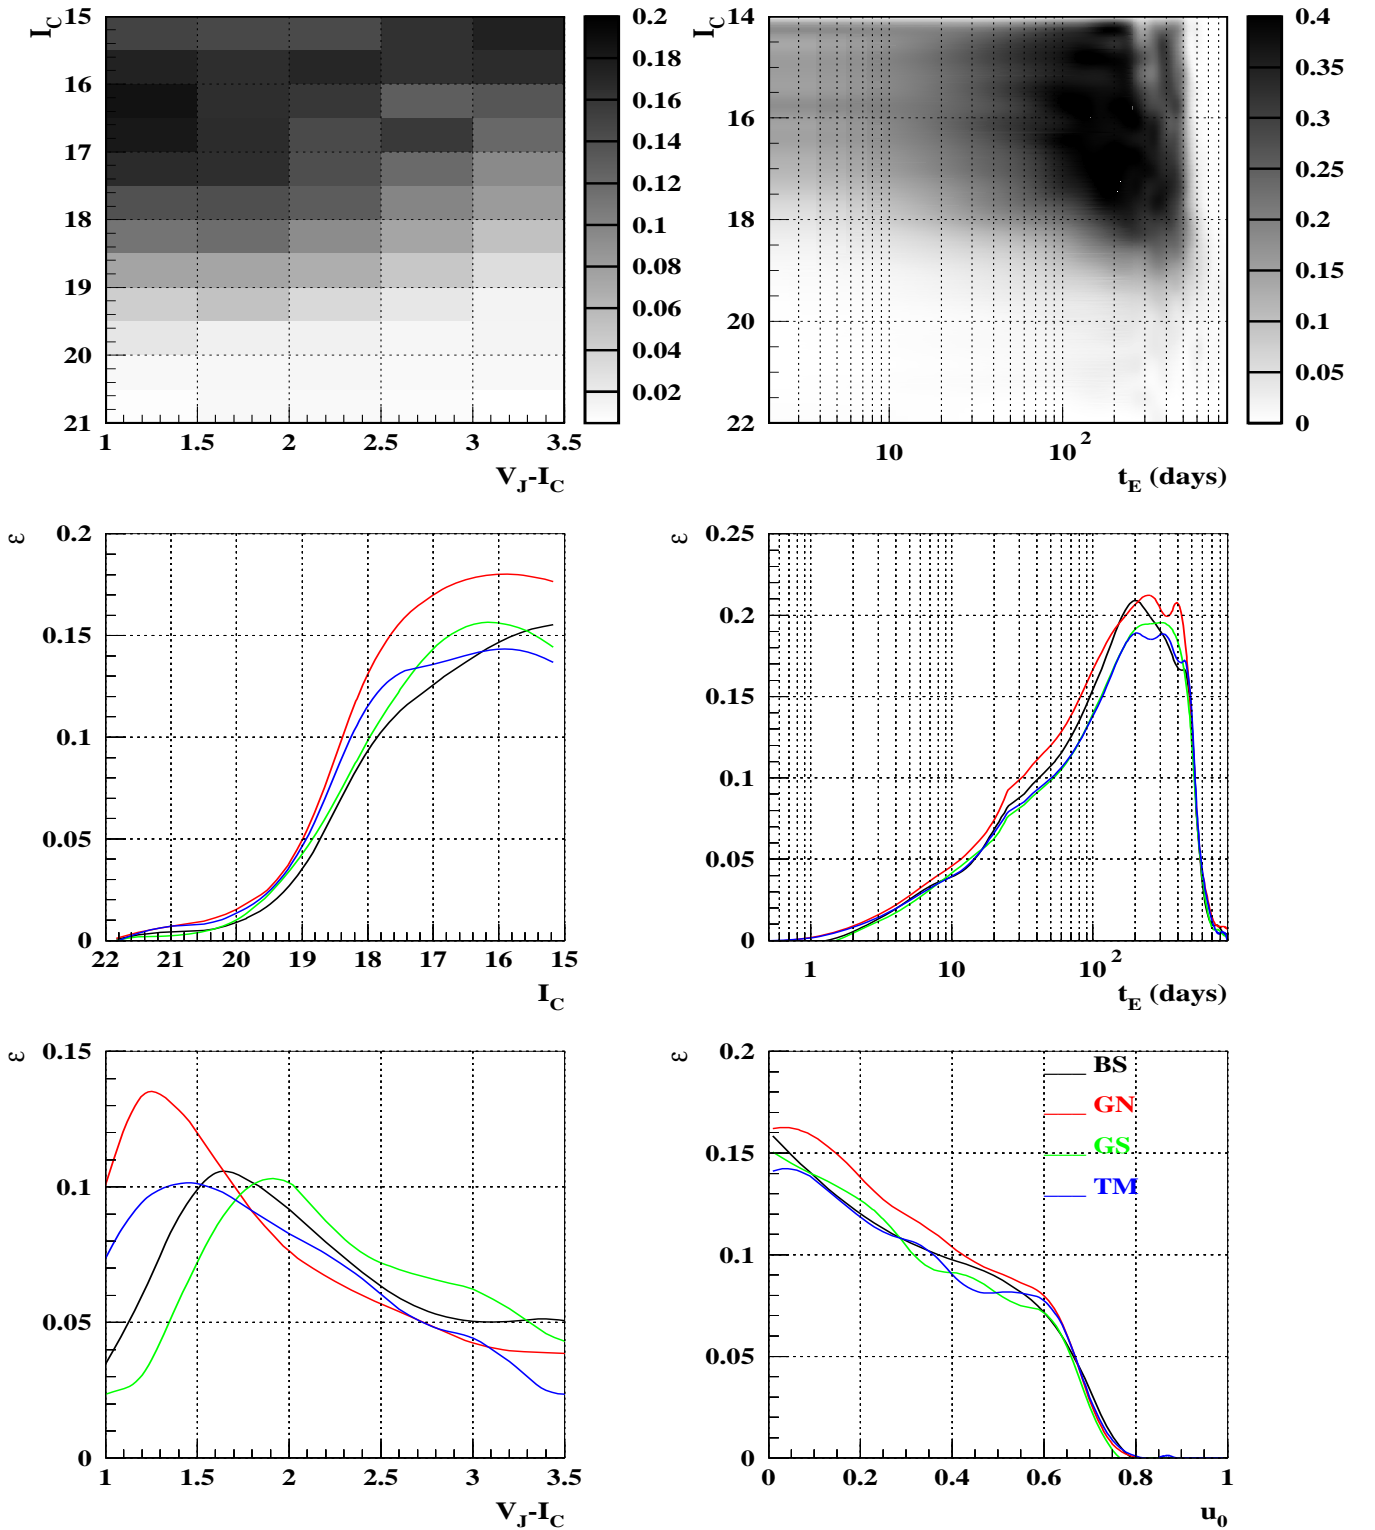 I_C
15
16
17
18
19
20
21
1 1.5 2 2.5 3 3.5
V_J-I_C
0.2
0.18
0.16
0.14
0.12
0.1
0.08
0.06
0.04
0.02
I_C
14
16
18
20
22
10 10^2
t_E (days)
0.4
0.35
0.3
0.25
0.2
0.15
0.1
0.05
0
ε
0.2
0.15
0.1
0.05
0
22 21 20 19 18 17 16 15
I_C
ε
0.25
0.2
0.15
0.1
0.05
0
1 10 10^2
t_E (days)
ε
0.15
0.1
0.05
0
1 1.5 2 2.5 3 3.5
V_J-I_C
ε
0.2
0.15
0.1
0.05
0
BS
GN
GS
TM
0 0.2 0.4 0.6 0.8 1
u_0